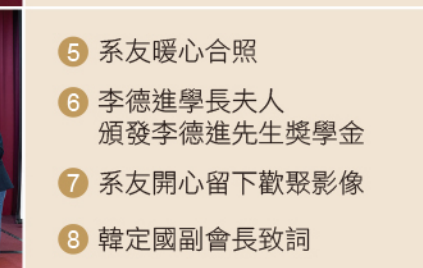 5 系友暖心合照
6 李德進學長夫人
頒發李德進先生獎學金
7 系友開心留下歡聚影像
8 韓定國副會長致詞